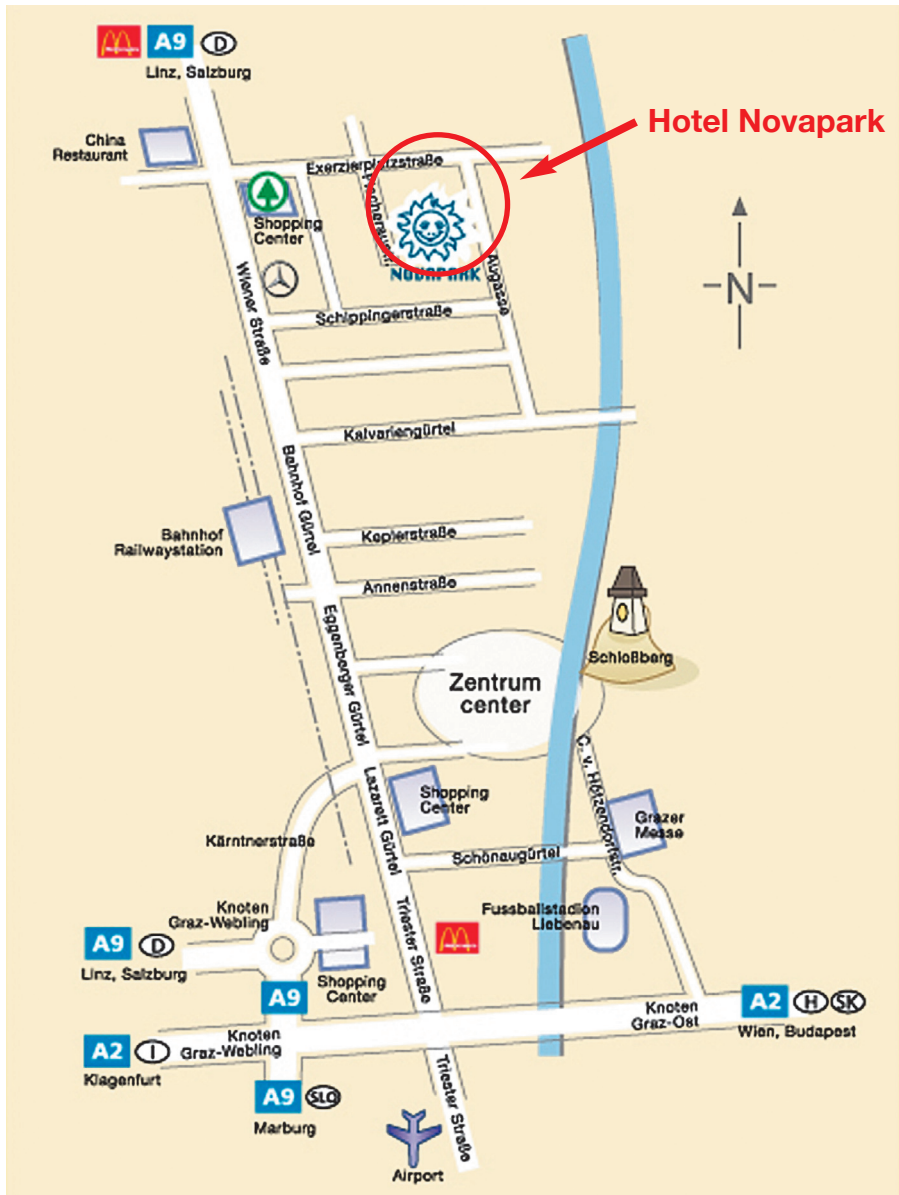 A9 D
Linz, Salzburg
Hotel Novapark
China
Restaurant
Exerzierplatzstraße
Shopping
Center
NOVAPARK
Augasse
Wiener Straße
Schippingerstraße
N
Kalvariengürtel
Bahnhof Gürtel
Bahnhof
Railwaystation
Keplerstraße
Annenstraße
Eggenberger Gürtel
Schloßberg
Zentrum
center
C. v. Hötzendorfstr.
Lazarett Gürtel
Shopping
Center
Grazer
Messe
Kärntnerstraße
Schönaugürtel
Triester Straße
Knoten
Graz-Webling
Fussballstadion
Liebenau
A9 D
Linz, Salzburg
Shopping
Center
A9
Knoten
Graz-Ost
A2 H SK
Wien, Budapest
Knoten
Graz-Webling
A2 I
Klagenfurt
A9 SLO
Marburg
Triester Straße
Airport